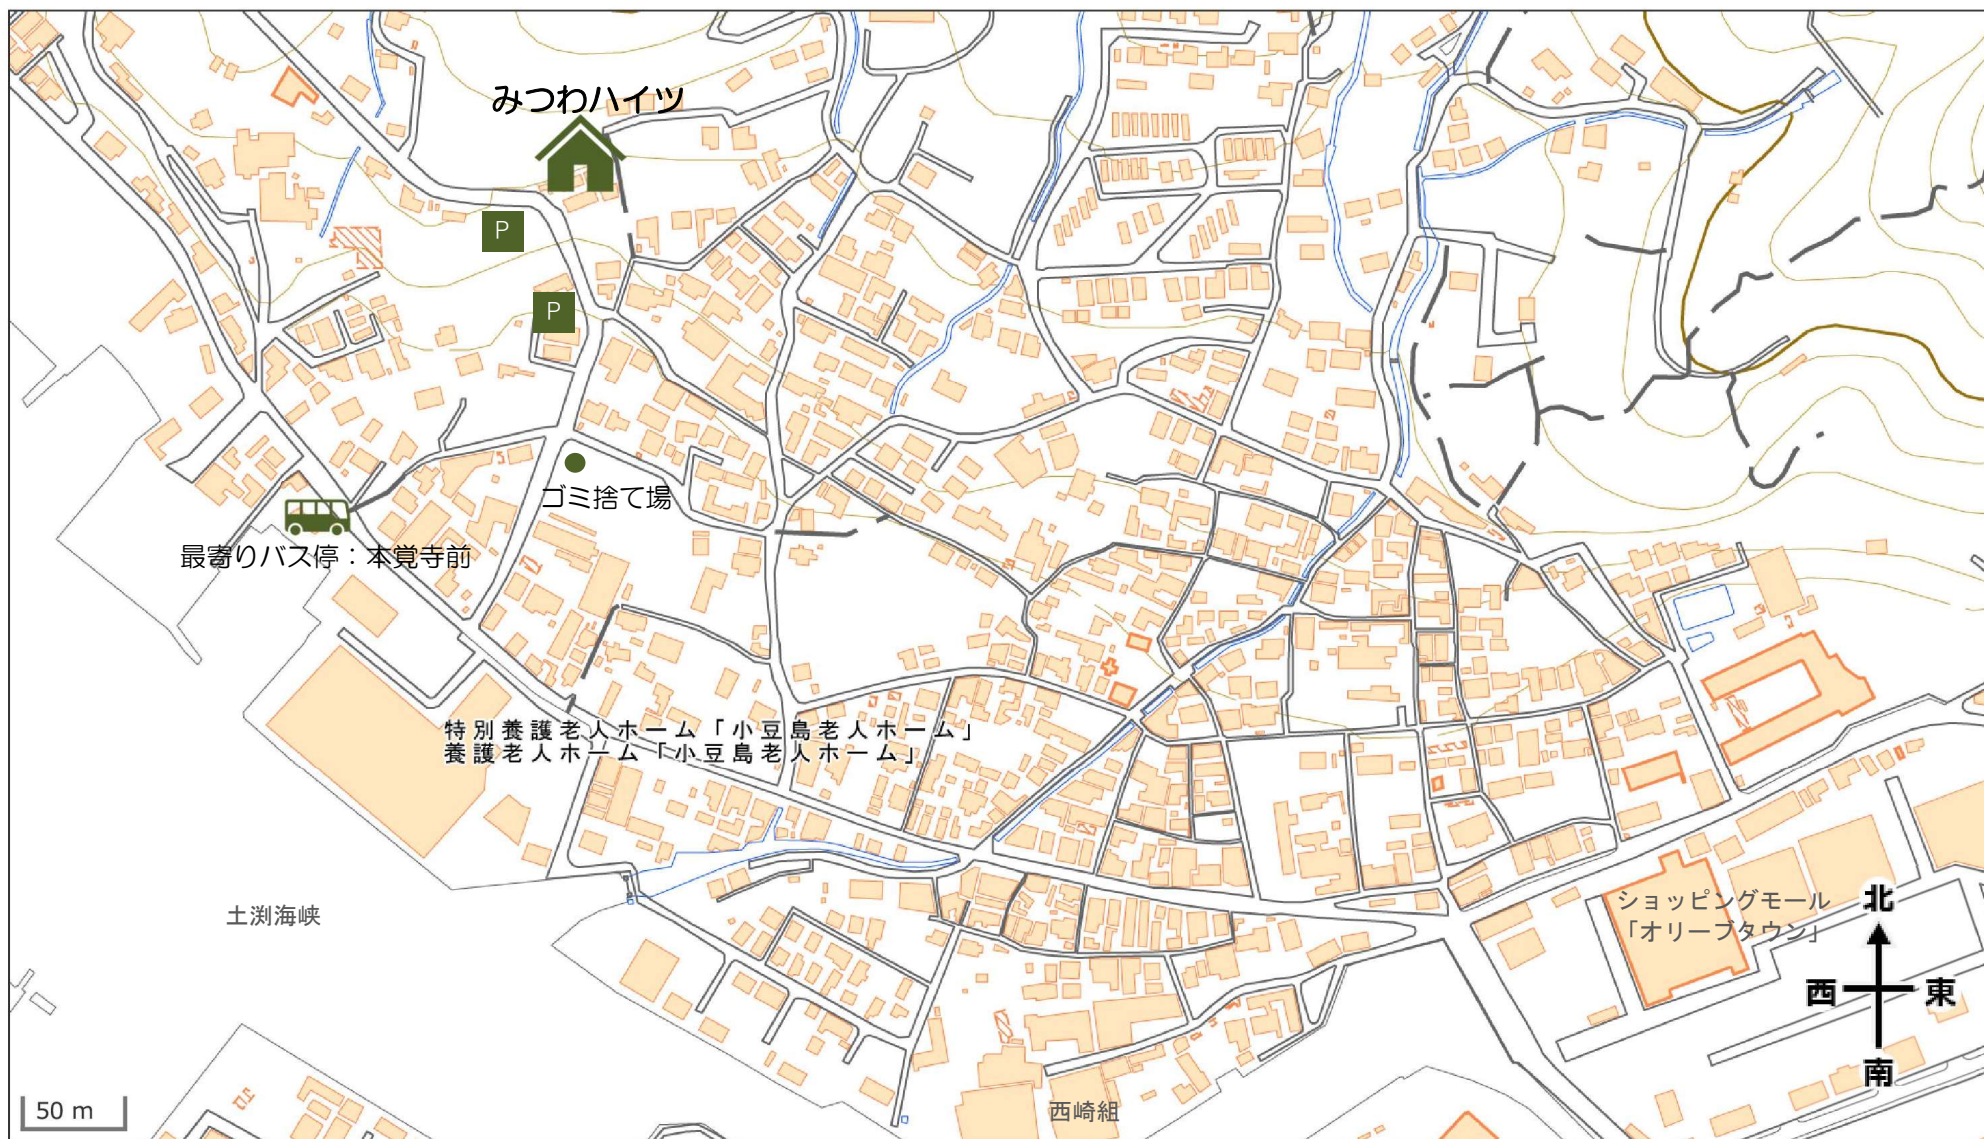 みつわハイツ
P
P
ゴミ捨て場
最寄りバス停：本覚寺前
特別養護老人ホーム「小豆島老人ホーム」
養護老人ホーム「小豆島老人ホーム」
土渕海峡
ショッピングモール
「オリーブタウン」
北
西 東
南
50 m
西崎組